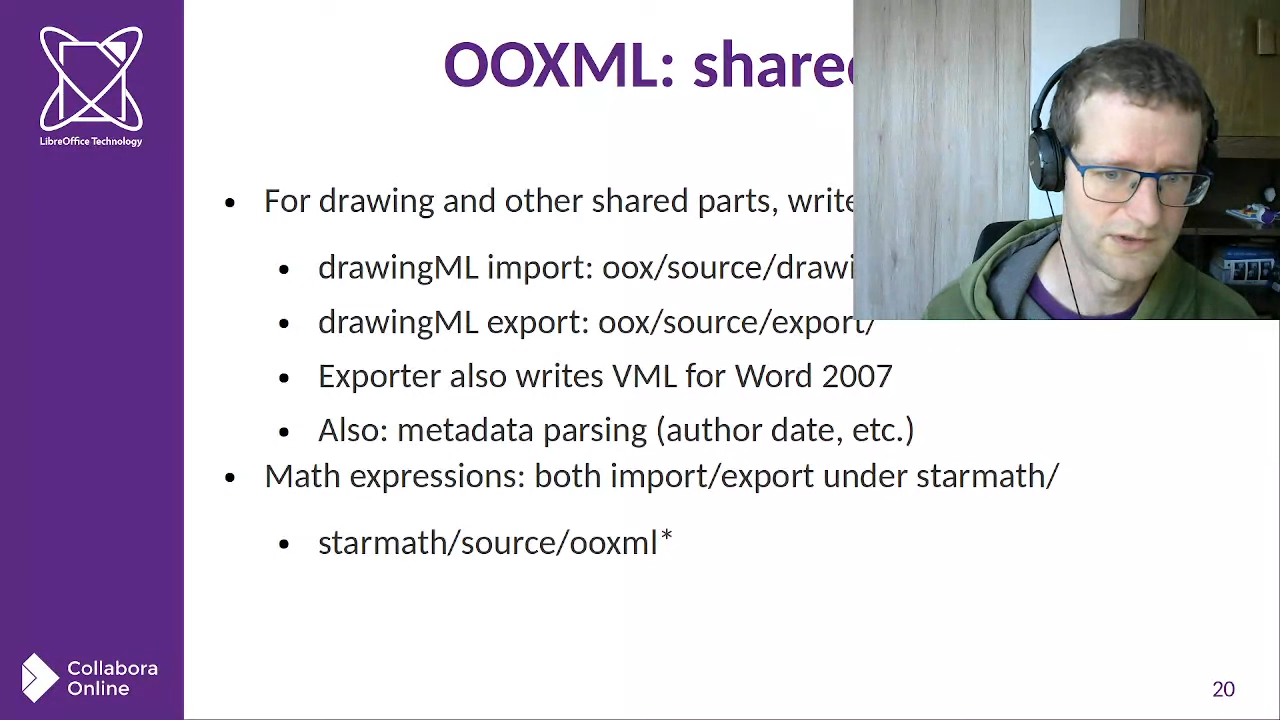 LibreOffice Technology
OOXML: shared
For drawing and other shared parts, write
drawingML import: oox/source/drawi
drawingML export: oox/source/export/
Exporter also writes VML for Word 2007
Also: metadata parsing (author date, etc.)
Math expressions: both import/export under starmath/
starmath/source/ooxml*
Collabora
Online
20